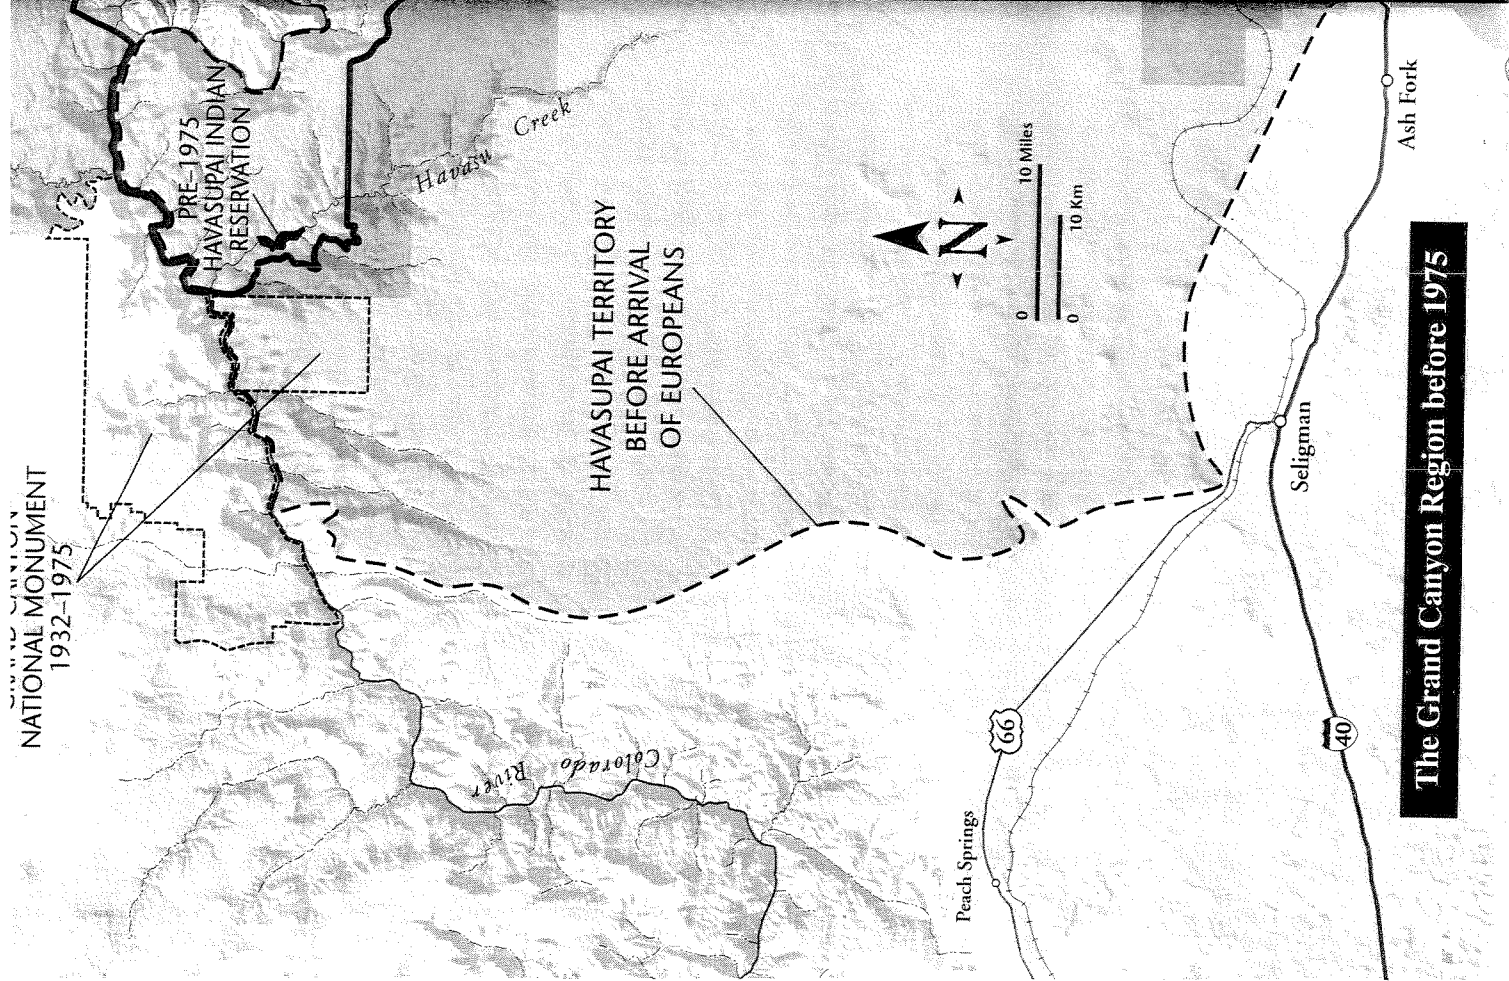 NATIONAL MONUMENT
1932–1975
PRE–1975
HAVASUPAI INDIAN
RESERVATION
Havasu Creek
HAVASUPAI TERRITORY
BEFORE ARRIVAL
OF EUROPEANS
N
0 10 Miles
0 10 Km
Colorado
River
Ash Fork
Seligman
66
40
Peach Springs
The Grand Canyon Region before 1975